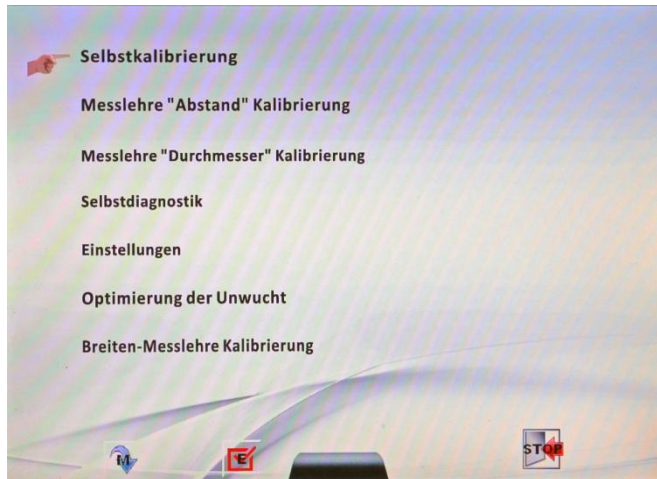 Selbstkalibrierung
Messlehre "Abstand" Kalibrierung
Messlehre "Durchmesser" Kalibrierung
Selbstdiagnostik
Einstellungen
Optimierung der Unwucht
Breiten-Messlehre Kalibrierung
M
E
STOP